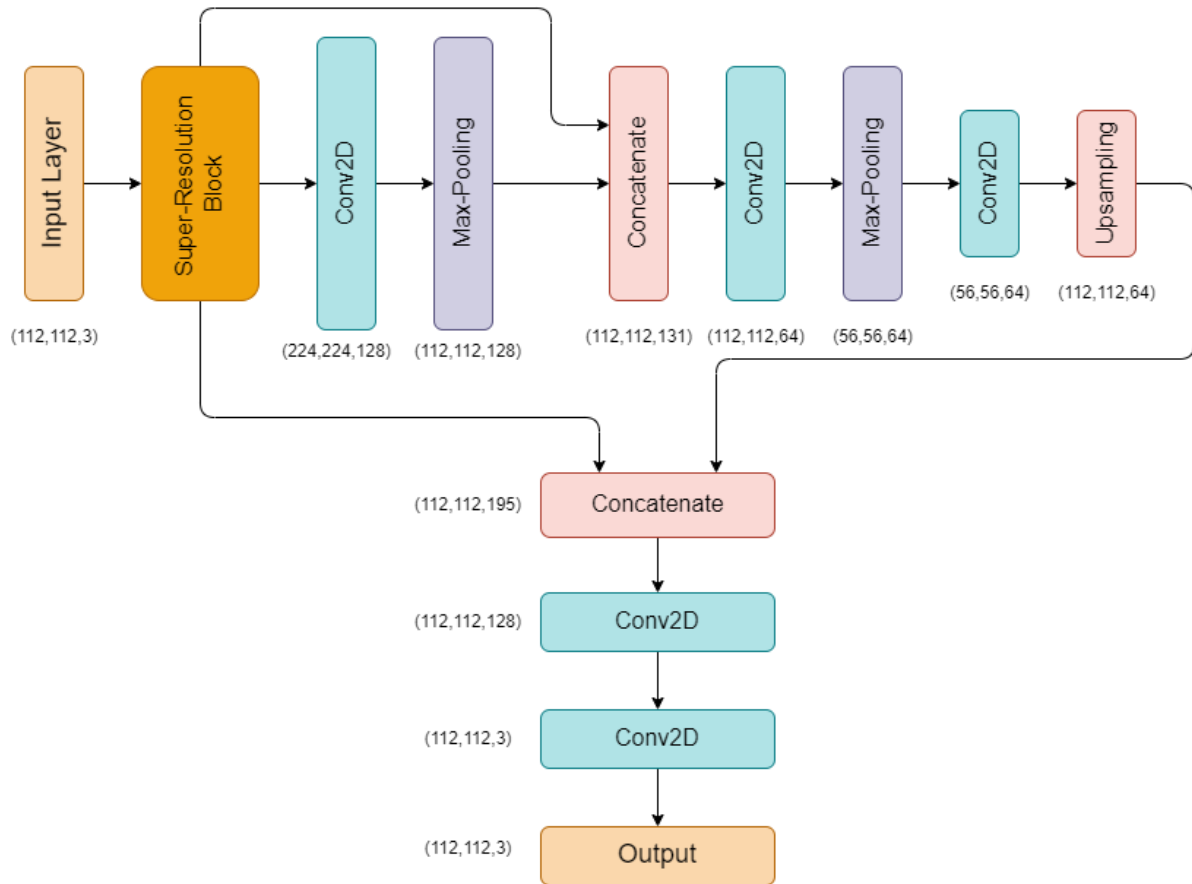 Input Layer
(112,112,3)
Super-Resolution
Block
Conv2D
(224,224,128)
Max-Pooling
(112,112,128)
Concatenate
(112,112,131)
Conv2D
(112,112,64)
Max-Pooling
(56,56,64)
Conv2D
(56,56,64)
Upsampling
(112,112,64)
(112,112,195)
Concatenate
(112,112,128)
Conv2D
(112,112,3)
Conv2D
(112,112,3)
Output